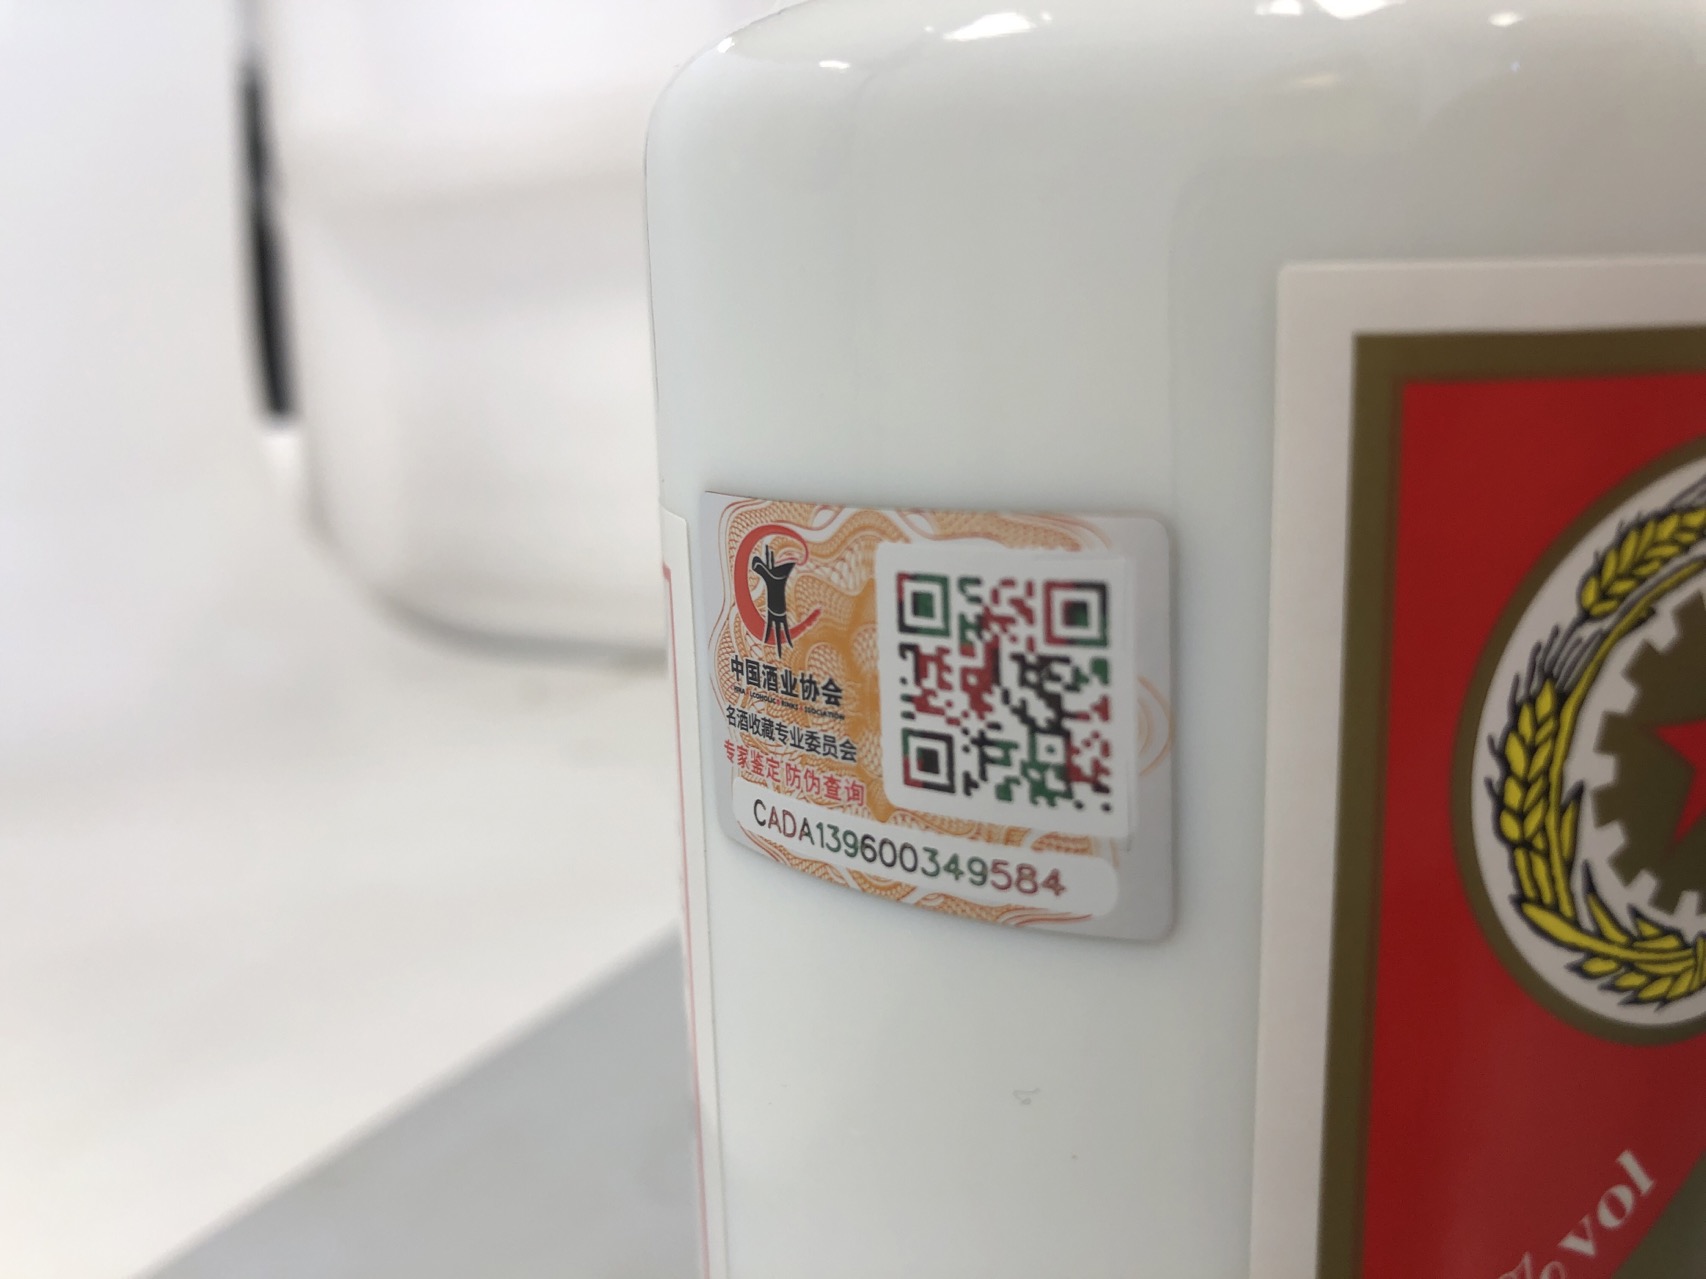 中国酒业协会
名酒收藏专业委员会
专家鉴定 防伪查询
CADA139600349584
% vol